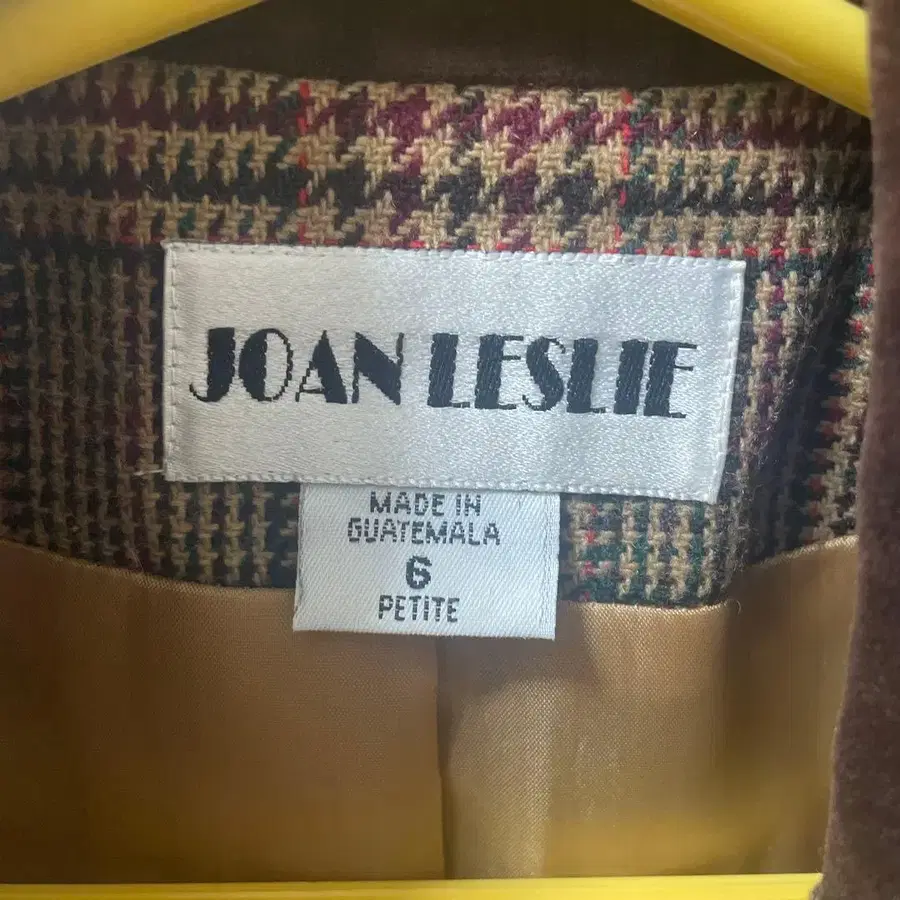 JOAN LESLIE
MADE IN
GUATEMALA
6
PETITE